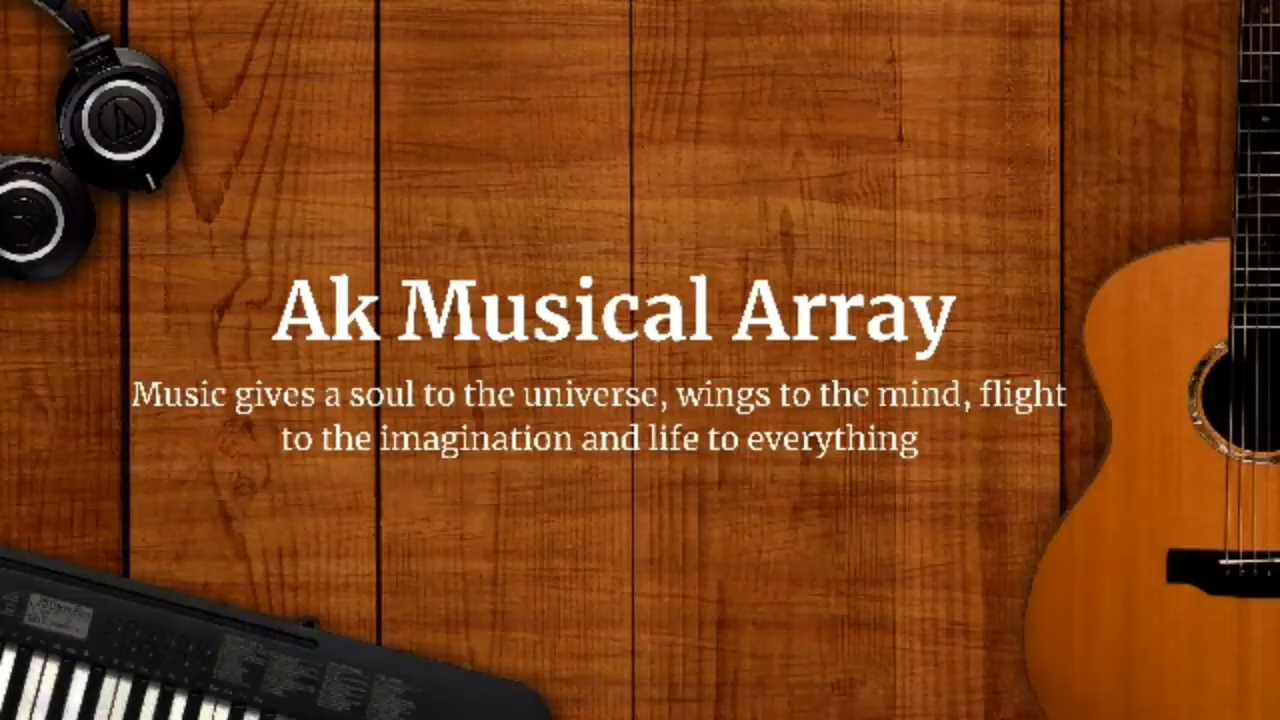 Ak Musical Array
Music gives a soul to the universe, wings to the mind, flight
to the imagination and life to everything